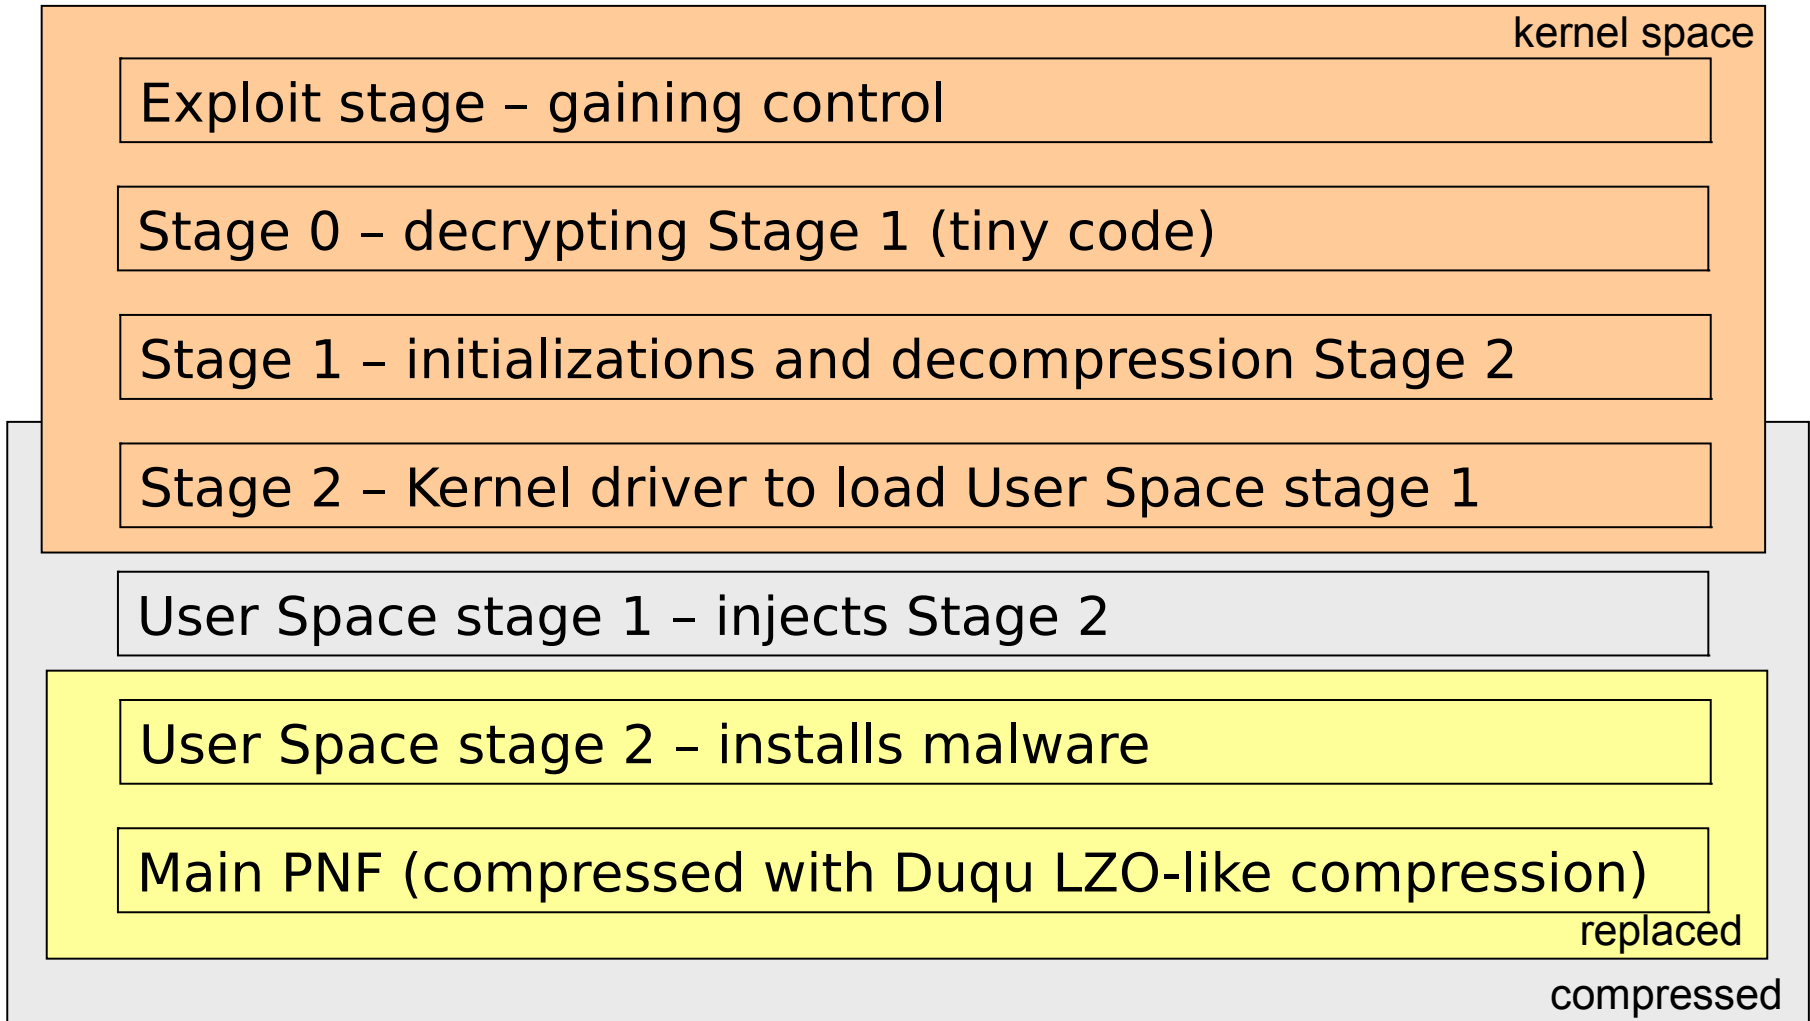 kernel space
Exploit stage – gaining control
Stage 0 – decrypting Stage 1 (tiny code)
Stage 1 – initializations and decompression Stage 2
Stage 2 – Kernel driver to load User Space stage 1
User Space stage 1 – injects Stage 2
User Space stage 2 – installs malware
Main PNF (compressed with Duqu LZO-like compression)
replaced
compressed